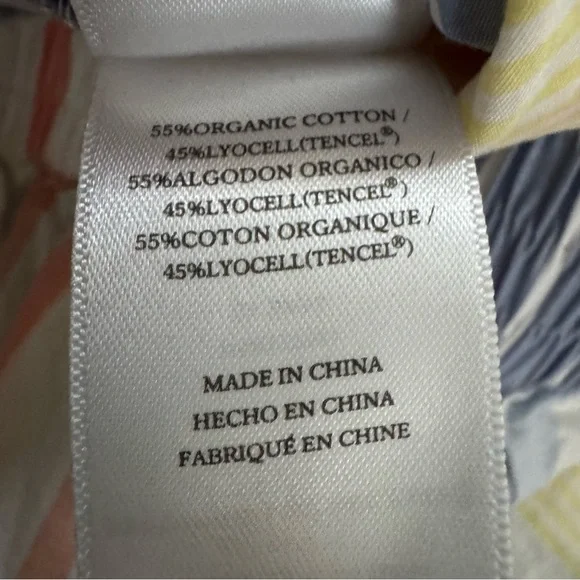 55%ORGANIC COTTON /
45%LYOCELL(TENCEL®)
55%ALGODON ORGANICO /
45%LYOCELL(TENCEL®)
55%COTON ORGANIQUE /
45%LYOCELL(TENCEL®)
MADE IN CHINA
HECHO EN CHINA
FABRIQUÉ EN CHINE